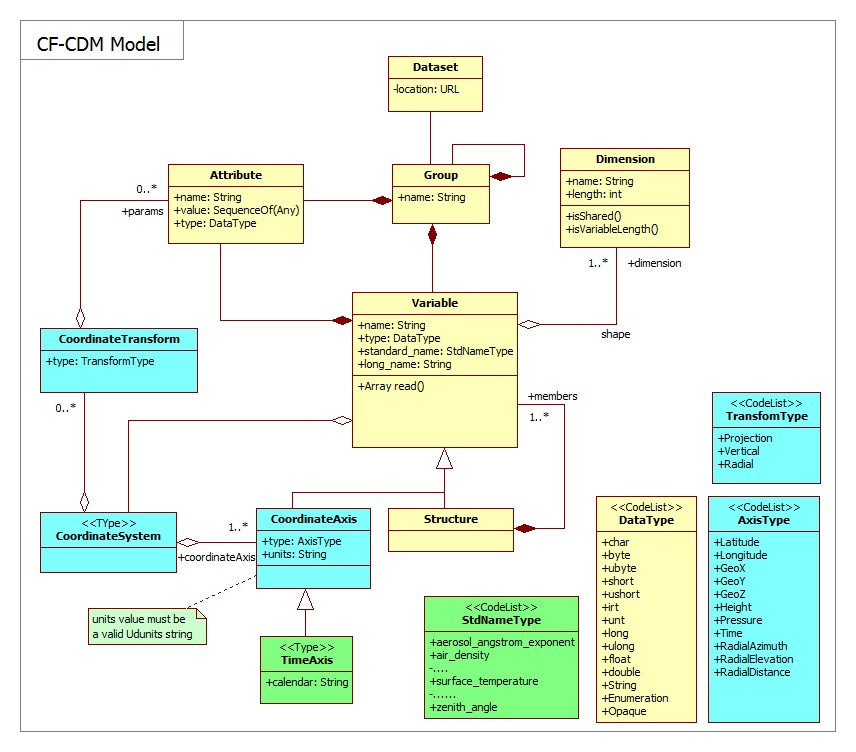 CF-CDM Model
Dataset
-location: URL
Attribute
+name: String
+value: SequenceOf(Any)
+type: DataType
Group
+name: String
Dimension
+name: String
+length: int
+isShared()
+isVariableLength()
0..*
+params
1..*
+dimension
shape
Variable
+name: String
+type: DataType
+standard_name: StdNameType
+long_name: String
+Array read()
CoordinateTransform
+type: TransformType
0..*
+members
1..*
<<CodeList>>
TransfomType
+Projection
+Vertical
+Radial
<<TYpe>>
CoordinateSystem
1..*
+coordinateAxis
CoordinateAxis
+type: AxisType
+units: String
Structure
units value must be
a valid Udunits string
<<Type>>
TimeAxis
+calendar: String
<<CodeList>>
StdNameType
+aerosol_angstrom_exponent
+air_density
-....
+surface_temperature
-......
+zenith_angle
<<CodeList>>
DataType
+char
+byte
+ubyte
+short
+ushort
+irt
+unt
+long
+ulong
+float
+double
+String
+Enumeration
+Opaque
<<CodeList>>
AxisType
+Latitude
+Longitude
+GeoX
+GeoY
+GeoZ
+Height
+Pressure
+Time
+RadialAzimuth
+RadialElevation
+RadialDistance